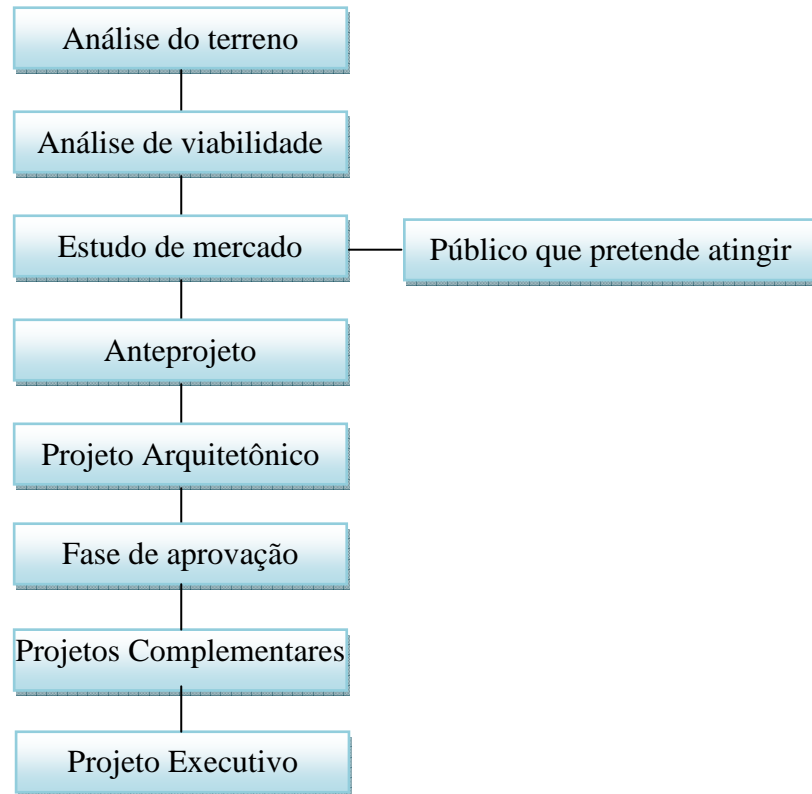 Análise do terreno
Análise de viabilidade
Estudo de mercado
Público que pretende atingir
Anteprojeto
Projeto Arquitetônico
Fase de aprovação
Projetos Complementares
Projeto Executivo